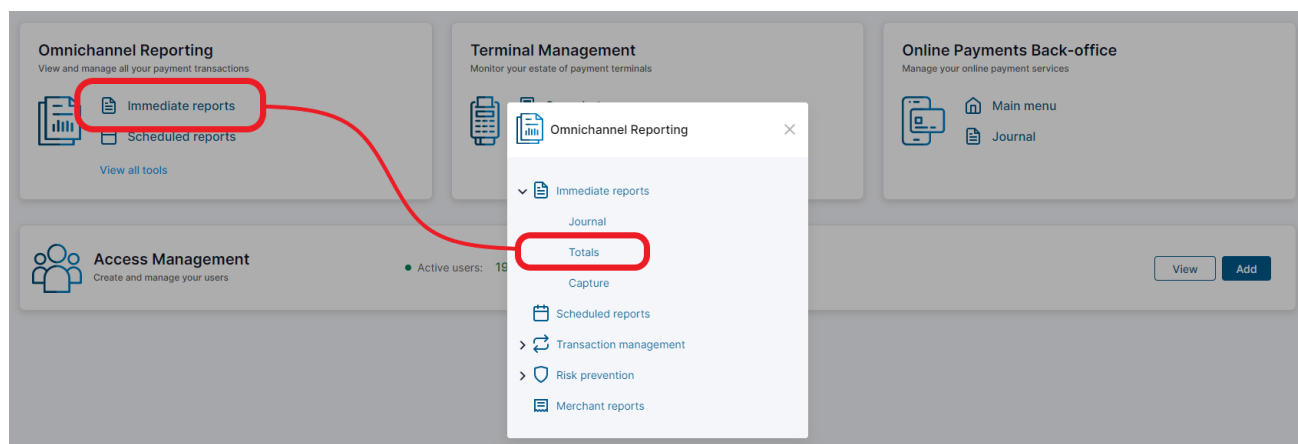 Omnichannel Reporting
View and manage all your payment transactions
Immediate reports
Scheduled reports
View all tools
Terminal Management
Monitor your estate of payment terminals
Online Payments Back-office
Manage your online payment services
Main menu
Journal
Access Management
Create and manage your users
Active users: 19
View
Add
Omnichannel Reporting
Immediate reports
Journal
Totals
Capture
Scheduled reports
Transaction management
Risk prevention
Merchant reports